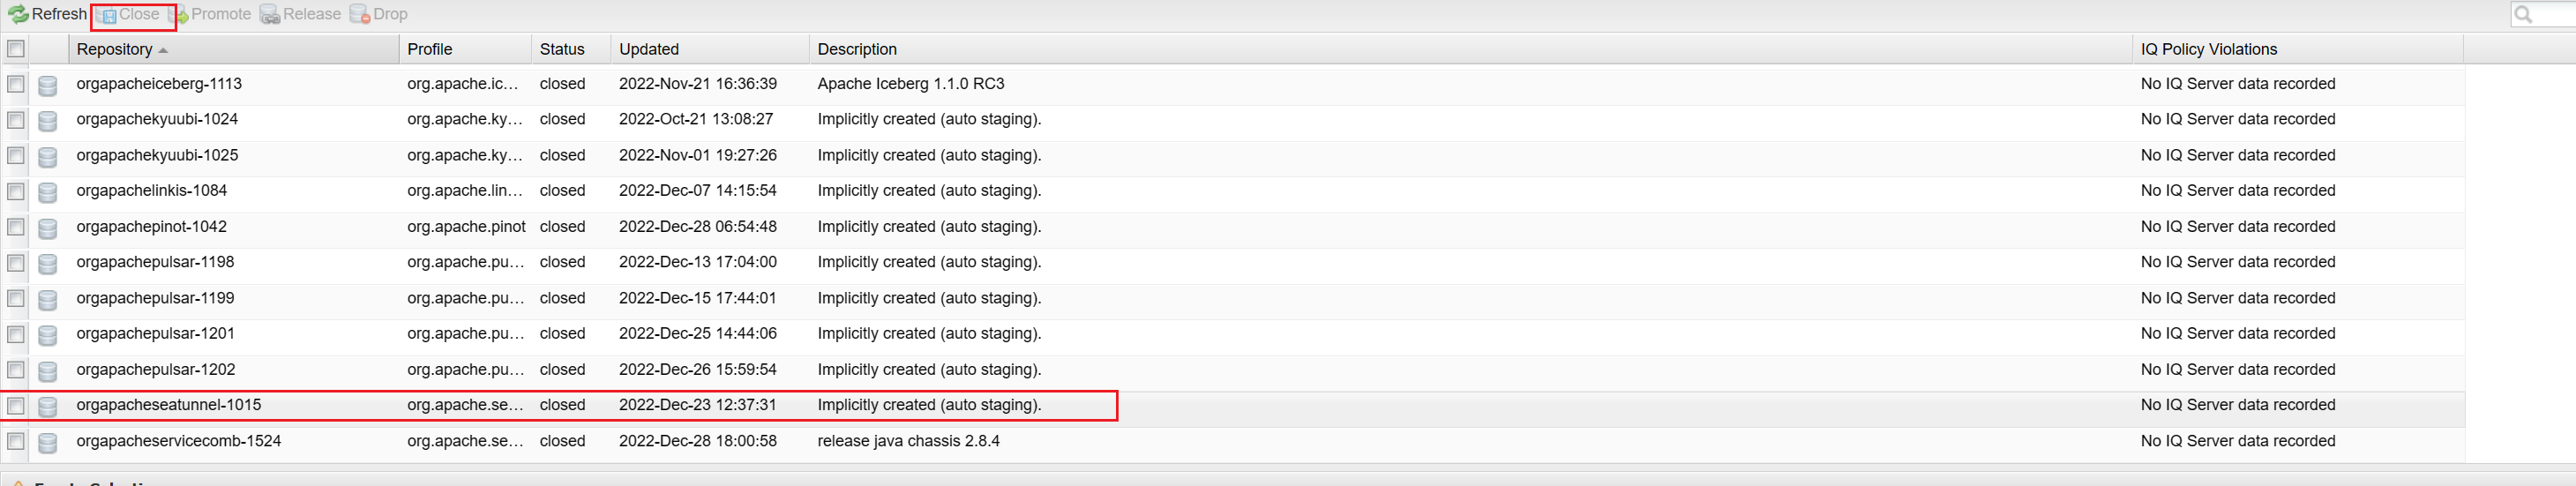 Refresh Close Promote Release Drop
Repository Profile Status Updated Description IQ Policy Violations
orgapacheiceberg-1113 org.apache.ic... closed 2022-Nov-21 16:36:39 Apache Iceberg 1.1.0 RC3 No IQ Server data recorded
orgapachekyuubi-1024 org.apache.ky... closed 2022-Oct-21 13:08:27 Implicitly created (auto staging). No IQ Server data recorded
orgapachekyuubi-1025 org.apache.ky... closed 2022-Nov-01 19:27:26 Implicitly created (auto staging). No IQ Server data recorded
orgapachelinkis-1084 org.apache.lin... closed 2022-Dec-07 14:15:54 Implicitly created (auto staging). No IQ Server data recorded
orgapachepinot-1042 org.apache.pinot closed 2022-Dec-28 06:54:48 Implicitly created (auto staging). No IQ Server data recorded
orgapachepulsar-1198 org.apache.pu... closed 2022-Dec-13 17:04:00 Implicitly created (auto staging). No IQ Server data recorded
orgapachepulsar-1199 org.apache.pu... closed 2022-Dec-15 17:44:01 Implicitly created (auto staging). No IQ Server data recorded
orgapachepulsar-1201 org.apache.pu... closed 2022-Dec-25 14:44:06 Implicitly created (auto staging). No IQ Server data recorded
orgapachepulsar-1202 org.apache.pu... closed 2022-Dec-26 15:59:54 Implicitly created (auto staging). No IQ Server data recorded
orgapacheseatunnel-1015 org.apache.se... closed 2022-Dec-23 12:37:31 Implicitly created (auto staging). No IQ Server data recorded
orgapacheservicecomb-1524 org.apache.se... closed 2022-Dec-28 18:00:58 release java chassis 2.8.4 No IQ Server data recorded